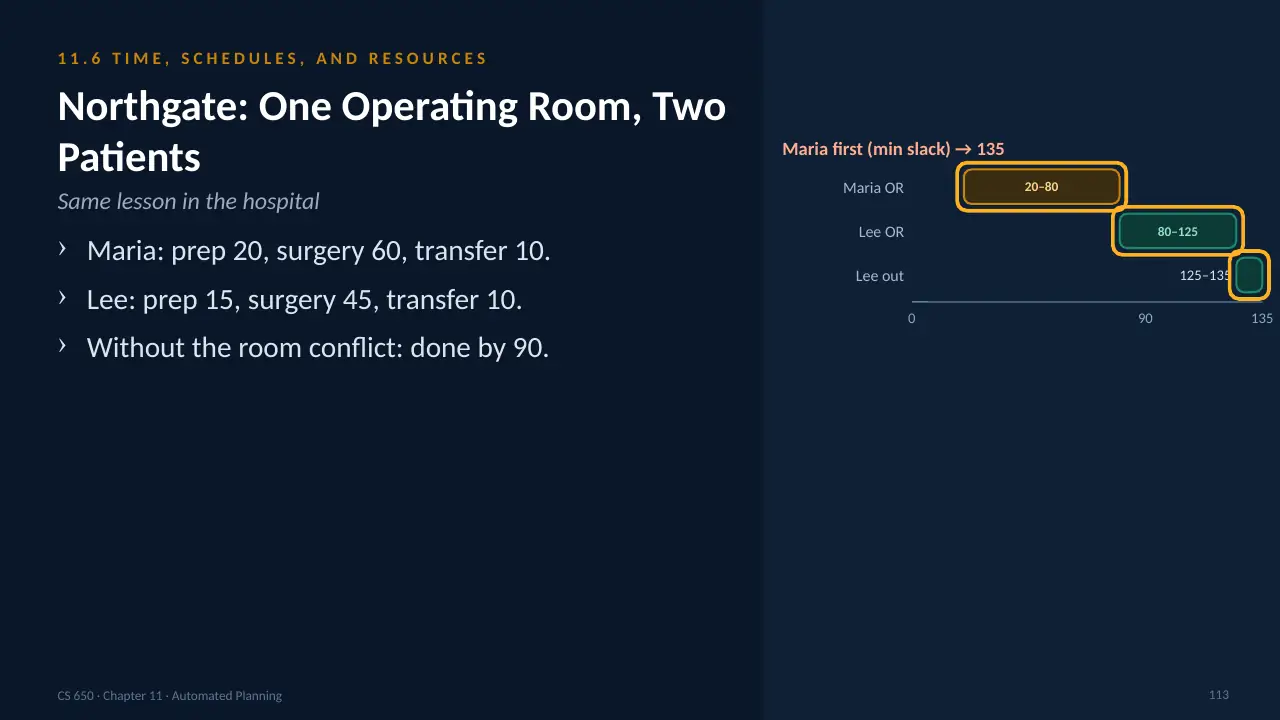 11.6 TIME, SCHEDULES, AND RESOURCES
Northgate: One Operating Room, Two
Patients
Same lesson in the hospital
› Maria: prep 20, surgery 60, transfer 10.
› Lee: prep 15, surgery 45, transfer 10.
› Without the room conflict: done by 90.
Maria first (min slack) → 135
Maria OR
20–80
Lee OR
80–125
Lee out
125–135
0 90 135
CS 650 · Chapter 11 · Automated Planning
113